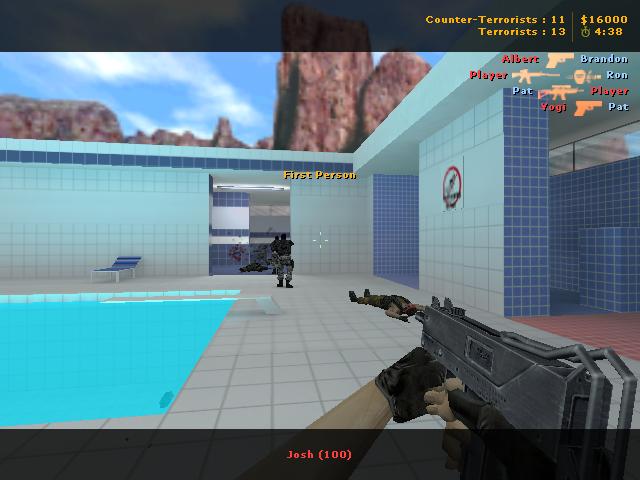 Counter-Terrorists : 11 $16000
Terrorists : 13 4:38
Albert Brandon
Player Ron
Pat Player
Yogi Pat
First Person
Josh (100)